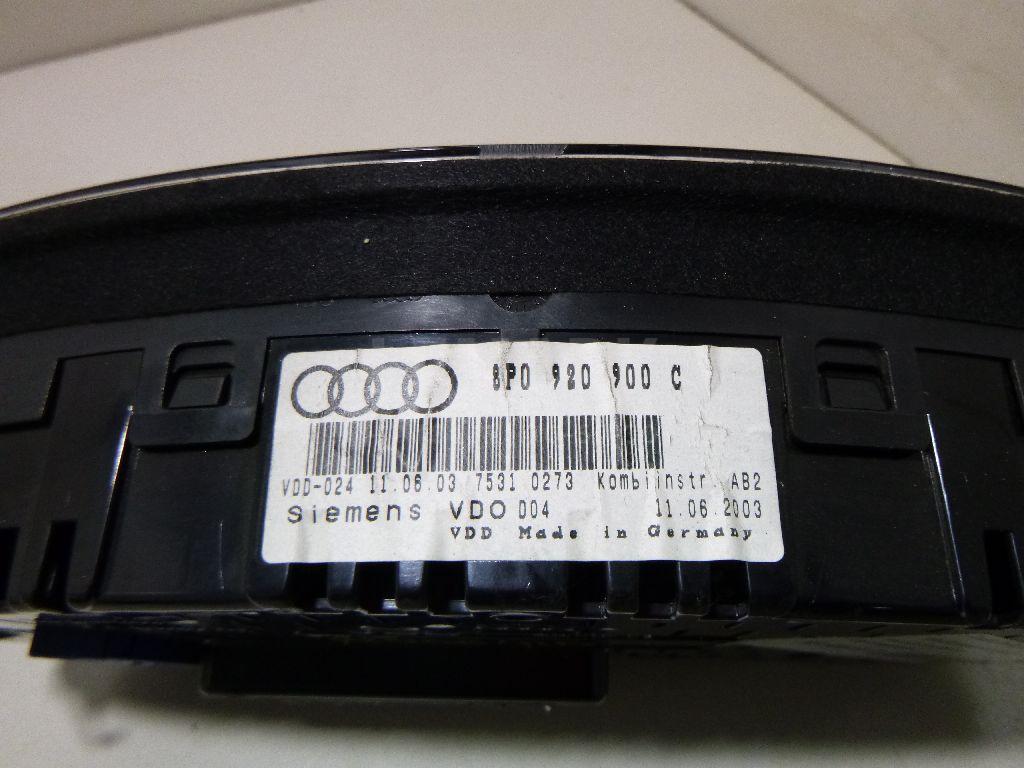 8P0 920 900 C
VDD-024 11.06.03 7531 0273 Kombiinstr. AB2
Siemens VDO 004 11.06.2003
VDD Made in Germany